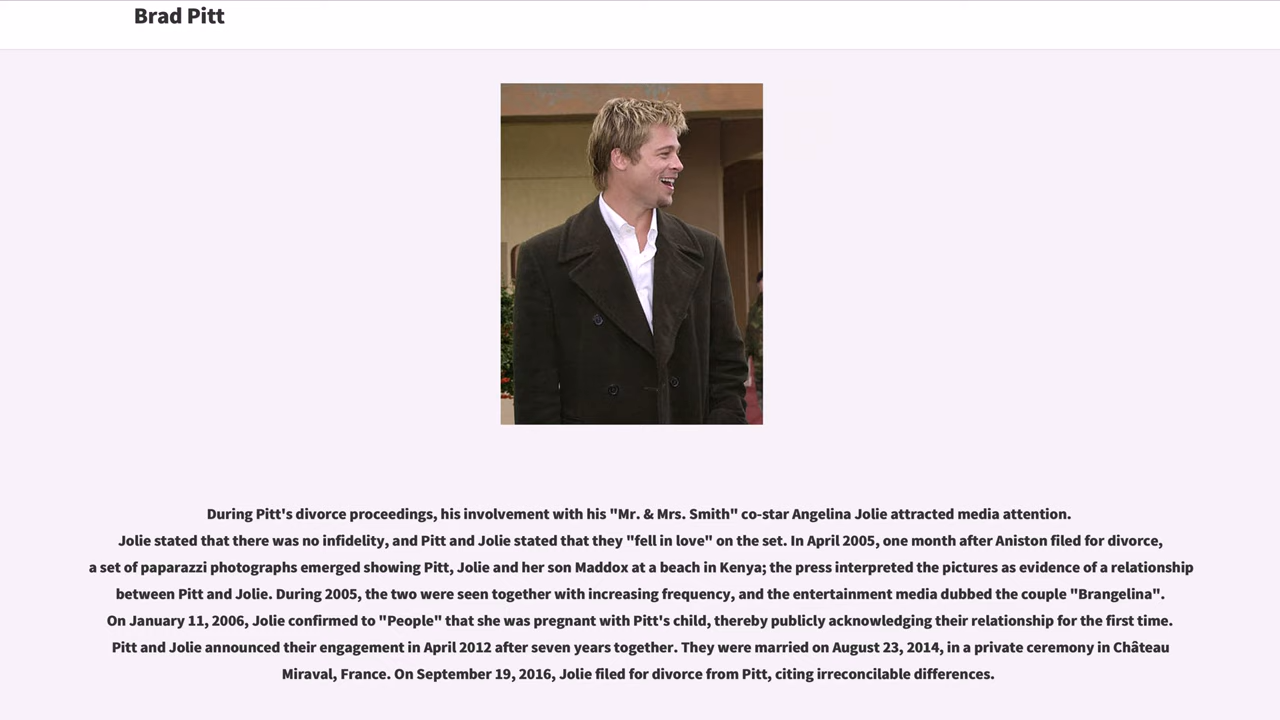 Brad Pitt
During Pitt's divorce proceedings, his involvement with his "Mr. & Mrs. Smith" co-star Angelina Jolie attracted media attention.
Jolie stated that there was no infidelity, and Pitt and Jolie stated that they "fell in love" on the set. In April 2005, one month after Aniston filed for divorce,
a set of paparazzi photographs emerged showing Pitt, Jolie and her son Maddox at a beach in Kenya; the press interpreted the pictures as evidence of a relationship
between Pitt and Jolie. During 2005, the two were seen together with increasing frequency, and the entertainment media dubbed the couple "Brangelina".
On January 11, 2006, Jolie confirmed to "People" that she was pregnant with Pitt's child, thereby publicly acknowledging their relationship for the first time.
Pitt and Jolie announced their engagement in April 2012 after seven years together. They were married on August 23, 2014, in a private ceremony in Château
Miraval, France. On September 19, 2016, Jolie filed for divorce from Pitt, citing irreconcilable differences.